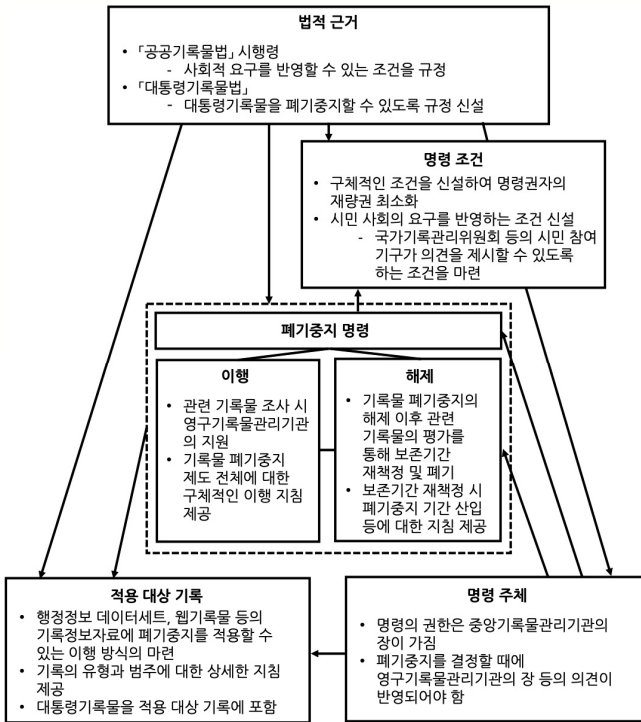 법적 근거
• 「공공기록물법」 시행령
- 사회적 요구를 반영할 수 있는 조건을 규정
• 「대통령기록물법」
- 대통령기록물을 폐기중지할 수 있도록 규정 신설
명령 조건
• 구체적인 조건을 신설하여 명령권자의
재량권 최소화
• 시민 사회의 요구를 반영하는 조건 신설
- 국가기록관리위원회 등의 시민 참여
기구가 의견을 제시할 수 있도록
하는 조건을 마련
폐기중지 명령
이행
• 관련 기록물 조사 시
영구기록물관리기관
의 지원
• 기록물 폐기중지
제도 전체에 대한
구체적인 이행 지침
제공
해제
• 기록물 폐기중지의
해제 이후 관련
기록물의 평가를
통해 보존기간
재책정 및 폐기
• 보존기간 재책정 시
폐기중지 기간 산입
등에 대한 지침 제공
적용 대상 기록
• 행정정보 데이터세트, 웹기록물 등의
기록정보자료에 폐기중지를 적용할 수
있는 이행 방식의 마련
• 기록의 유형과 범주에 대한 상세한 지침
제공
• 대통령기록물을 적용 대상 기록에 포함
명령 주체
• 명령의 권한은 중앙기록물관리기관의
장이 가짐
• 폐기중지를 결정할 때에
영구기록물관리기관의 장 등의 의견이
반영되어야 함